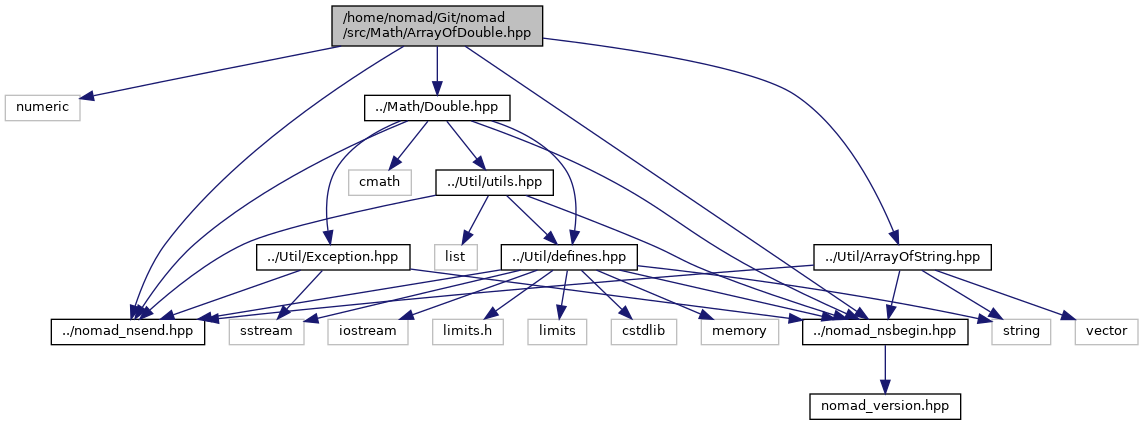 /home/nomad/Git/nomad
/src/Math/ArrayOfDouble.hpp
numeric
../Math/Double.hpp
cmath
../Util/utils.hpp
../Util/Exception.hpp
list
../Util/defines.hpp
../Util/ArrayOfString.hpp
../nomad_nsend.hpp
sstream
iostream
limits.h
limits
cstdlib
memory
../nomad_nsbegin.hpp
string
vector
nomad_version.hpp